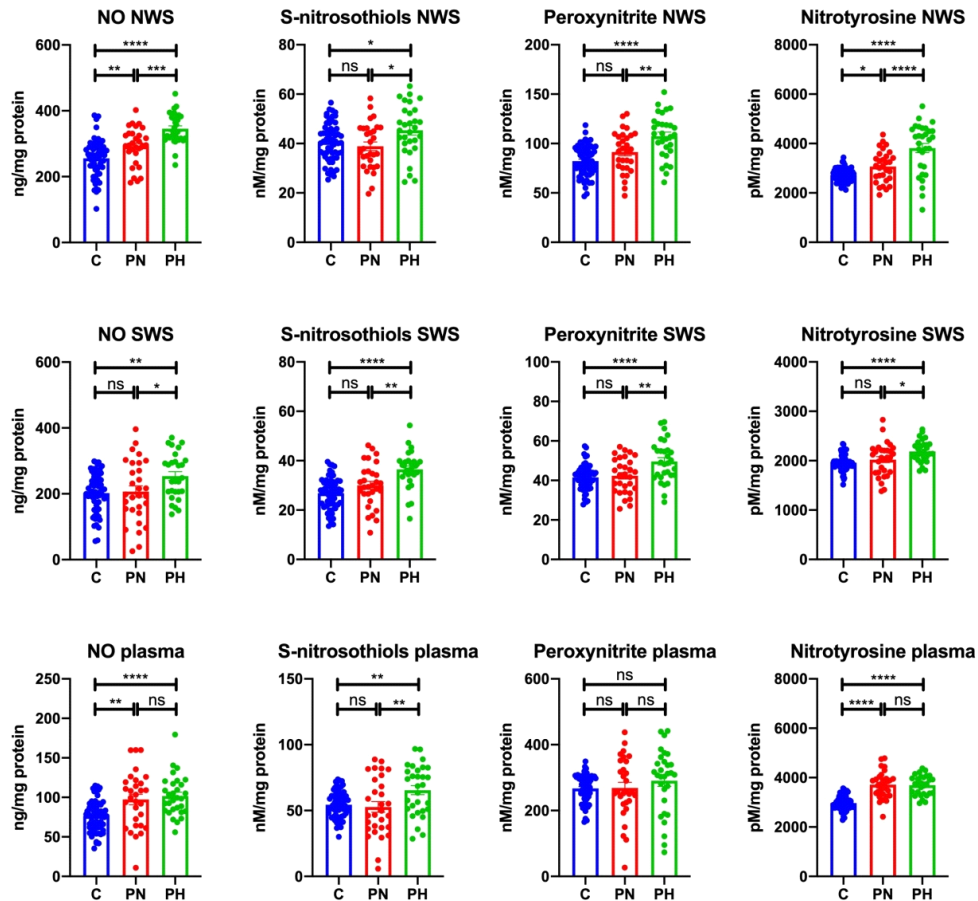 NO NWS
S-nitrosothiols NWS
Peroxynitrite NWS
Nitrotyrosine NWS
600
400
200
0
ng/mg protein
****
**
***
C
PN
PH
80
60
40
20
0
nM/mg protein
*
ns
*
C
PN
PH
200
150
100
50
0
nM/mg protein
****
ns
**
C
PN
PH
8000
6000
4000
2000
0
pM/mg protein
****
*
****
C
PN
PH
NO SWS
S-nitrosothiols SWS
Peroxynitrite SWS
Nitrotyrosine SWS
600
400
200
0
ng/mg protein
**
ns
*
C
PN
PH
80
60
40
20
0
nM/mg protein
****
ns
**
C
PN
PH
100
80
60
40
20
0
nM/mg protein
****
ns
**
C
PN
PH
4000
3000
2000
1000
0
pM/mg protein
****
ns
*
C
PN
PH
NO plasma
S-nitrosothiols plasma
Peroxynitrite plasma
Nitrotyrosine plasma
250
200
150
100
50
0
ng/mg protein
****
**
ns
C
PN
PH
150
100
50
0
nM/mg protein
**
ns
**
C
PN
PH
600
400
200
0
nM/mg protein
ns
ns
ns
C
PN
PH
8000
6000
4000
2000
0
pM/mg protein
****
****
ns
C
PN
PH